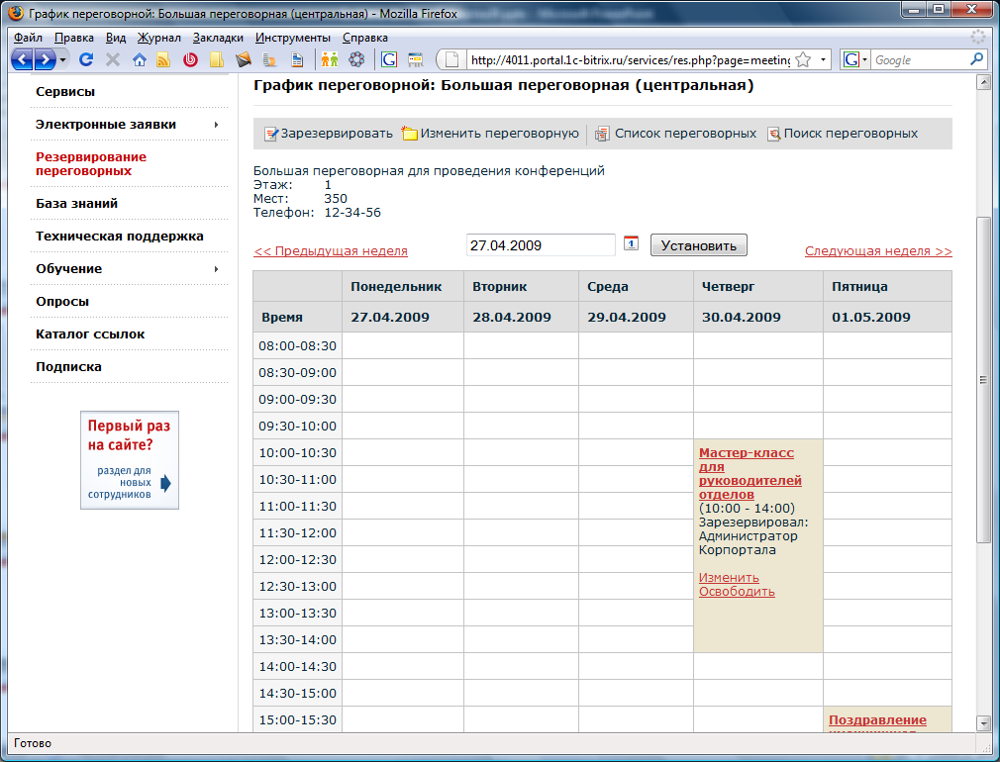 График переговорной: Большая переговорная (центральная) - Mozilla Firefox
Файл Правка Вид Журнал Закладки Инструменты Справка
http://4011.portal.1c-bitrix.ru/services/res.php?page=meeting
Google
Сервисы
Электронные заявки
Резервирование
переговорных
База знаний
Техническая поддержка
Обучение
Опросы
Каталог ссылок
Подписка
Первый раз
на сайте?
раздел для
новых
сотрудников
График переговорной: Большая переговорная (центральная)
Зарезервировать Изменить переговорную Список переговорных Поиск переговорных
Большая переговорная для проведения конференций
Этаж: 1
Мест: 350
Телефон: 12-34-56
<< Предыдущая неделя 27.04.2009 1 Установить Следующая неделя >>
Понедельник Вторник Среда Четверг Пятница
Время 27.04.2009 28.04.2009 29.04.2009 30.04.2009 01.05.2009
08:00-08:30
08:30-09:00
09:00-09:30
09:30-10:00
10:00-10:30
10:30-11:00
11:00-11:30
11:30-12:00
12:00-12:30
12:30-13:00
13:00-13:30
13:30-14:00
14:00-14:30
14:30-15:00
15:00-15:30
Мастер-класс
для
руководителей
отделов
(10:00 - 14:00)
Зарезервировал:
Администратор
Корпортала
Изменить
Освободить
Поздравление
Готово